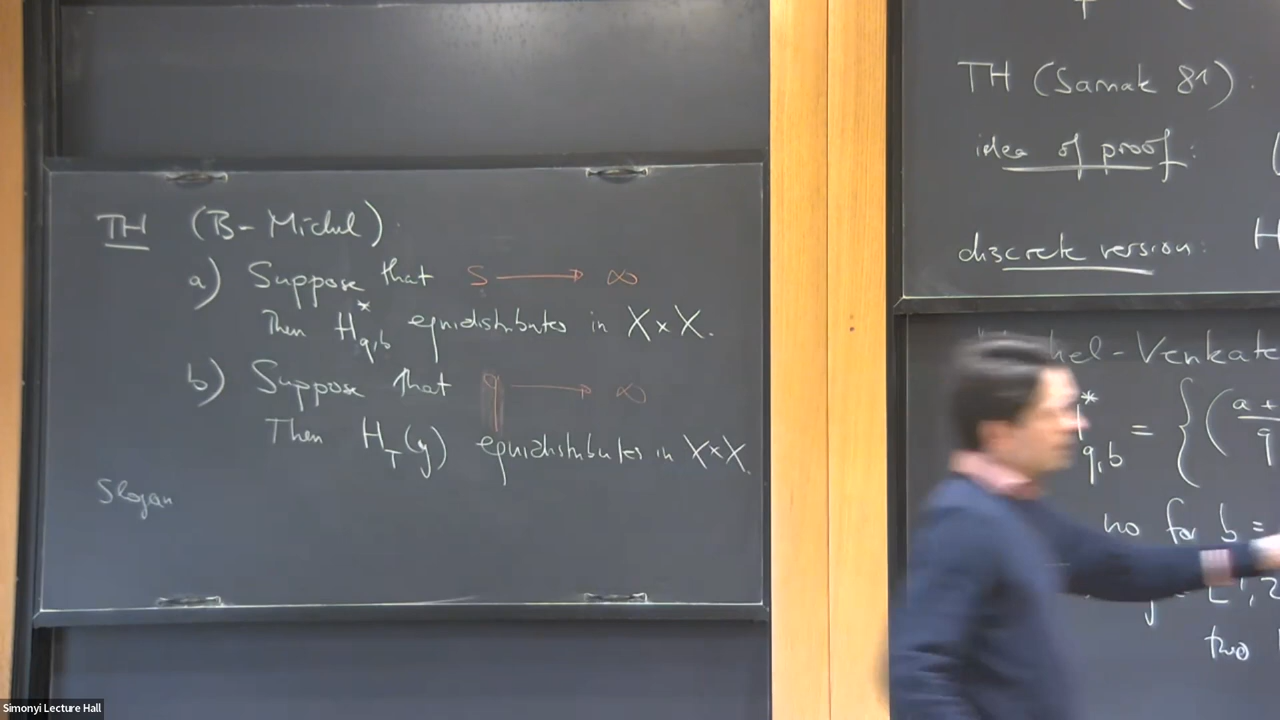 TH (B-Michel).
a) Suppose that s → ∞
Then H*q,b equidistributes in X×X.
b) Suppose that q → ∞
Then H_T(y) equidistributes in X×X.
Slogan
TH (Sarnak 81):
idea of proof:
discrete version: H
hel-Venkate
*q,b = {(a+/q
no for b =
two
Simonyi Lecture Hall